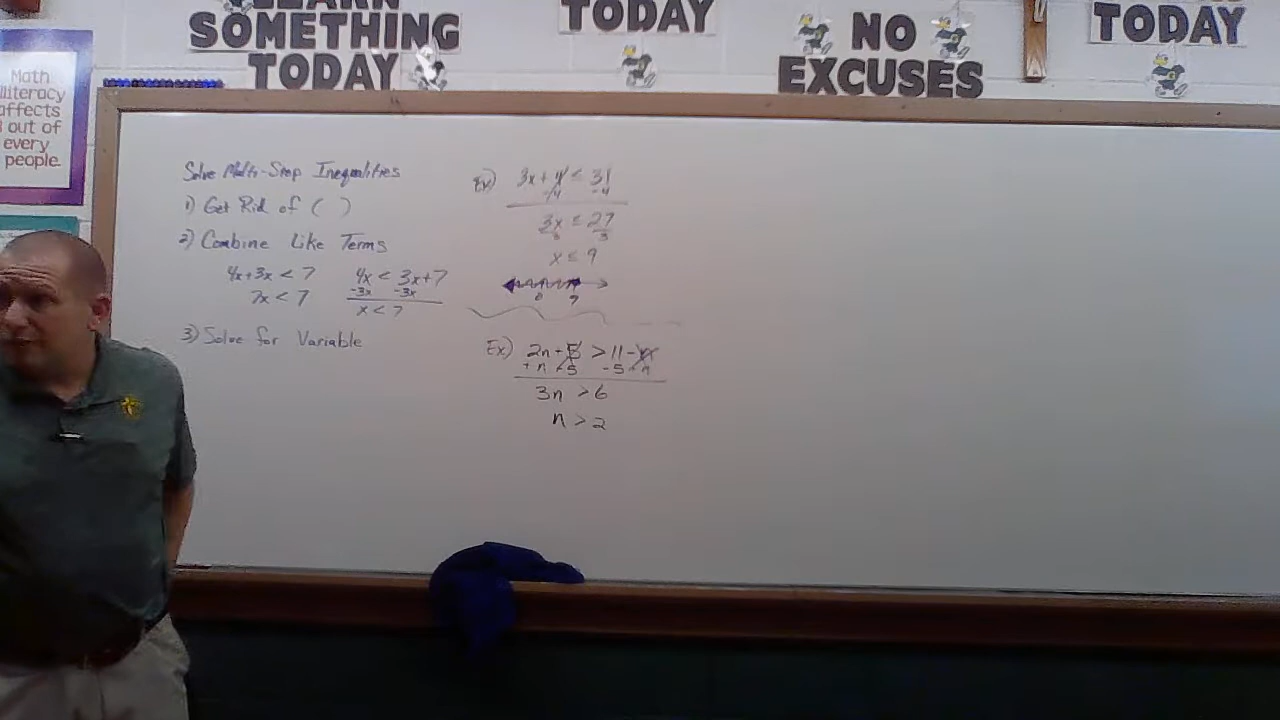 LEARN
SOMETHING
TODAY
TODAY
NO
EXCUSES
TODAY
Math
illiteracy
affects
out of
every
people.
Solve Multi-Step Inequalities
1) Get Rid of ( )
2) Combine Like Terms
4x+3x < 7
7x < 7
4x < 3x+7
-3x -3x
x < 7
3) Solve for Variable
Ex) 3x+4 ≤ 31
-4 -4
3x ≤ 27
3 3
x ≤ 9
0 9
Ex) 2n+5 > 11-n
+n -5 -5+n
3n > 6
n > 2